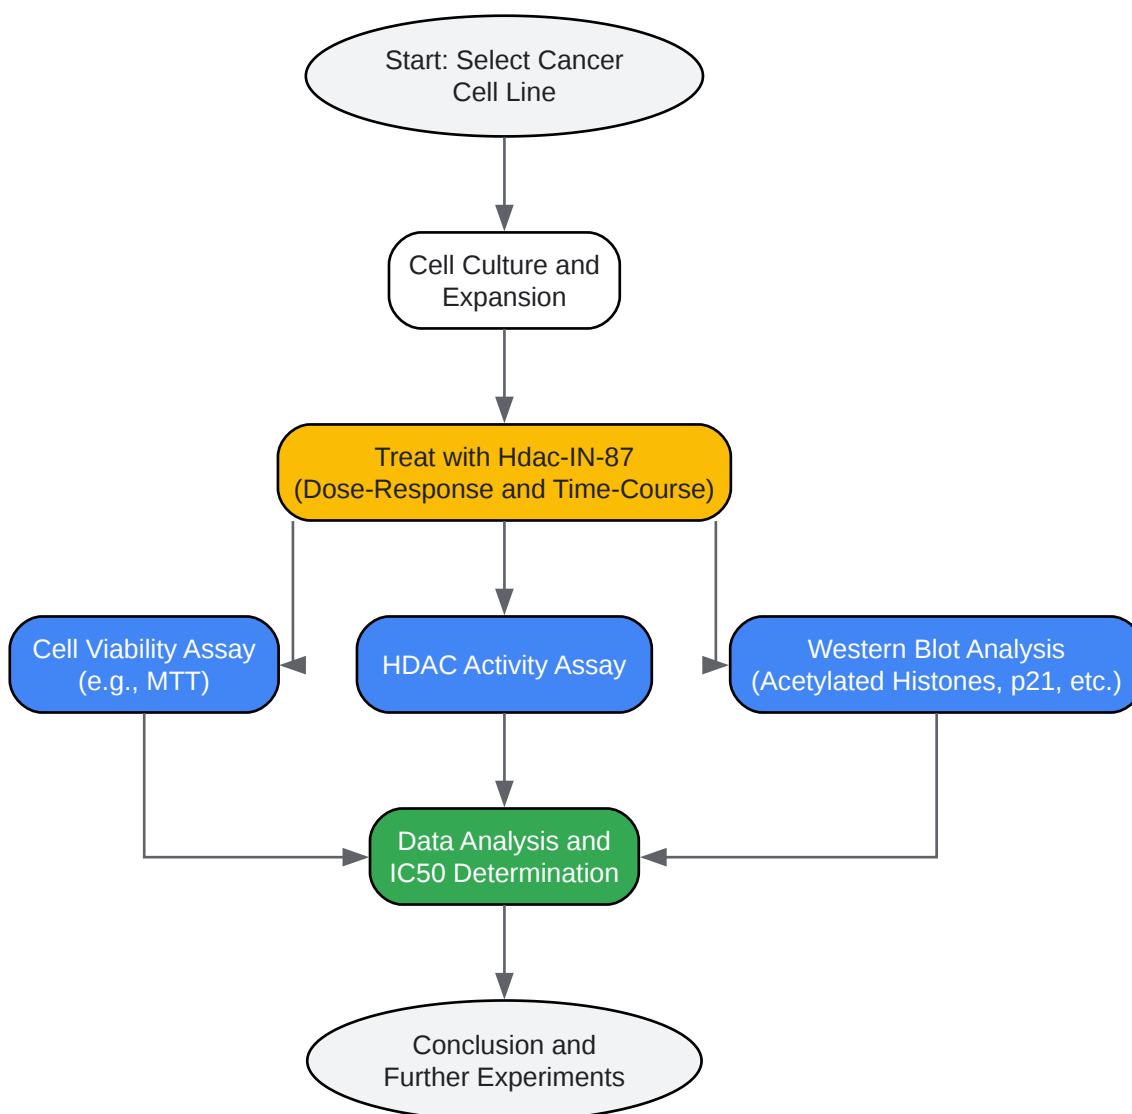 Start: Select Cancer
Cell Line
Cell Culture and
Expansion
Treat with Hdac-IN-87
(Dose-Response and Time-Course)
Cell Viability Assay
(e.g., MTT)
HDAC Activity Assay
Western Blot Analysis
(Acetylated Histones, p21, etc.)
Data Analysis and
IC50 Determination
Conclusion and
Further Experiments